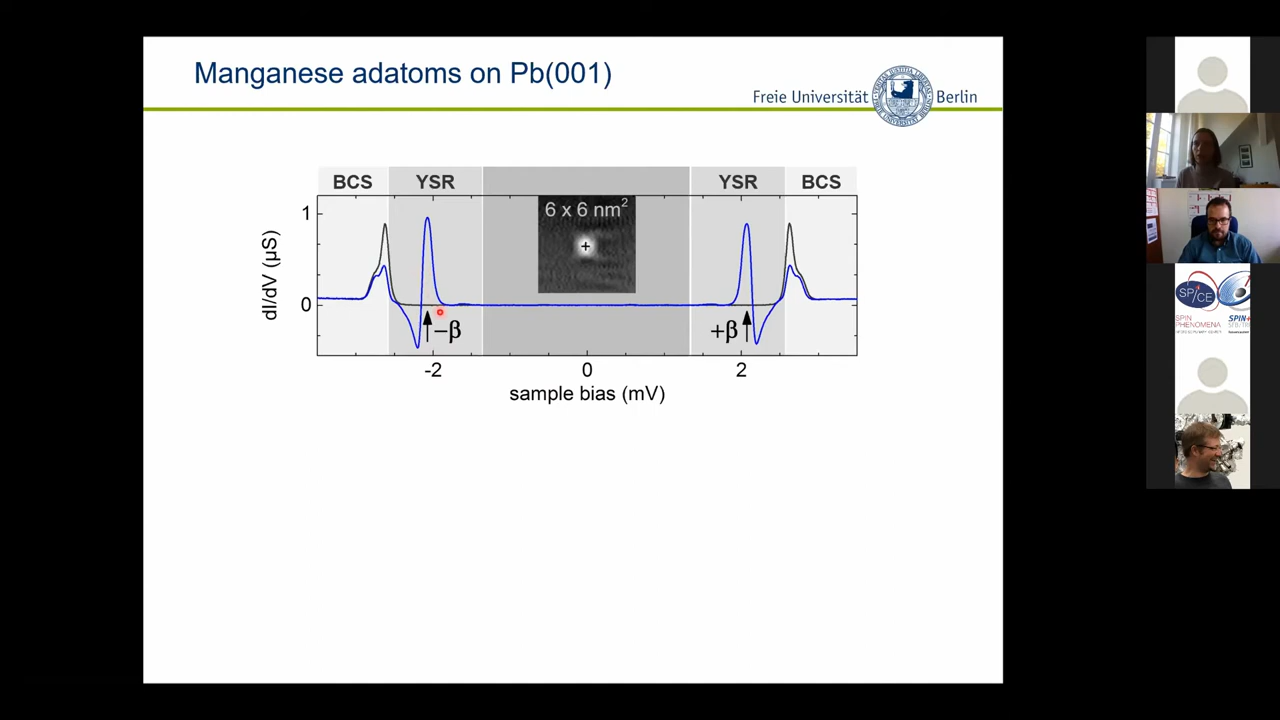 Manganese adatoms on Pb(001)
Freie Universität Berlin
BCS YSR YSR BCS
6 x 6 nm²
+
1
0
dI/dV (µS)
−β +β
-2 0 2
sample bias (mV)
SPICE
SPIN PHENOMENA
SPIN+